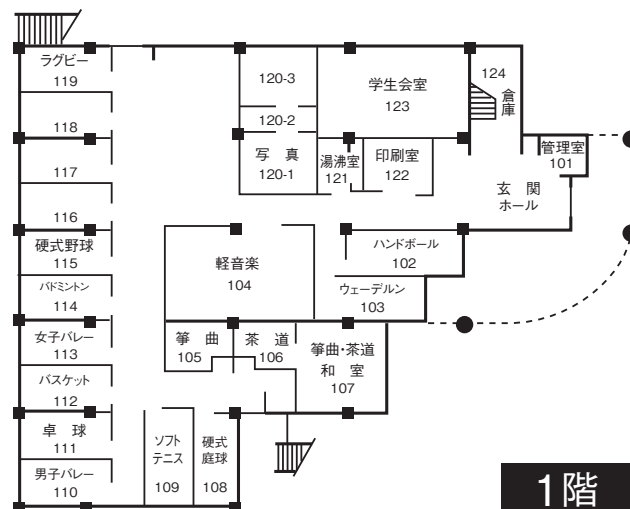 ラグビー
119
118
117
116
硬式野球
115
バドミントン
114
女子バレー
113
バスケット
112
卓球
111
男子バレー
110
120-3
120-2
写真
120-1
学生会室
123
124
倉庫
湯沸室
121
印刷室
122
管理室
101
玄関
ホール
軽音楽
104
ハンドボール
102
ウェーデルン
103
箏曲
105
茶道
106
箏曲・茶道
和室
107
ソフト
テニス
109
硬式
庭球
108
1階